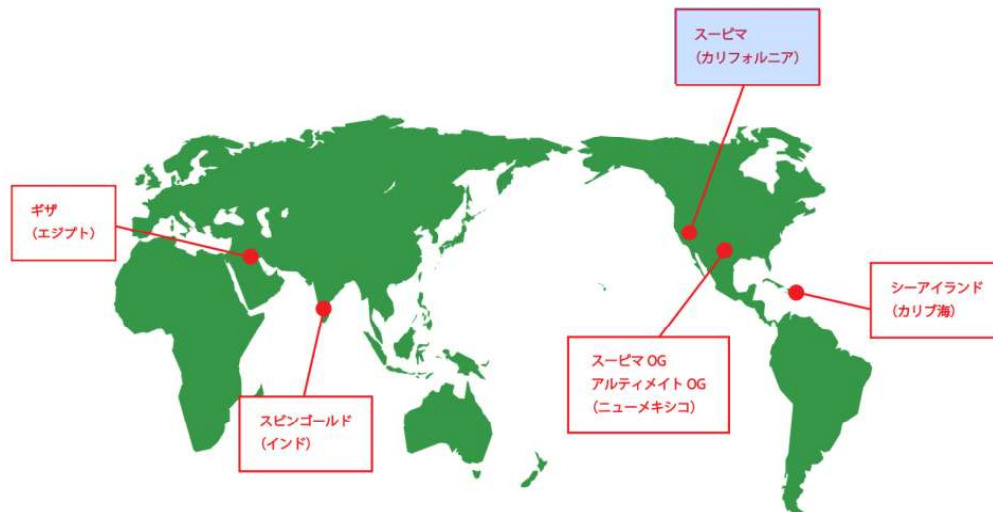 スーピマ
（カリフォルニア）
ギザ
（エジプト）
シーアイランド
（カリブ海）
スーピマ OG
アルティメイト OG
（ニューメキシコ）
スピンゴールド
（インド）